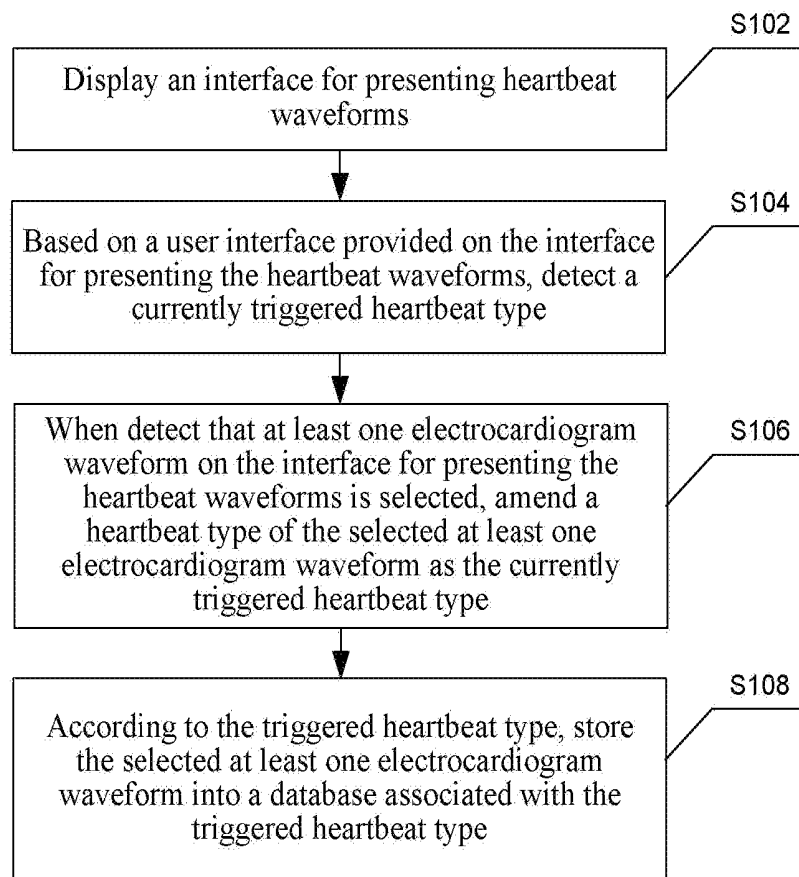 S102
Display an interface for presenting heartbeat
waveforms
S104
Based on a user interface provided on the interface
for presenting the heartbeat waveforms, detect a
currently triggered heartbeat type
S106
When detect that at least one electrocardiogram
waveform on the interface for presenting the
heartbeat waveforms is selected, amend a
heartbeat type of the selected at least one
electrocardiogram waveform as the currently
triggered heartbeat type
S108
According to the triggered heartbeat type, store
the selected at least one electrocardiogram
waveform into a database associated with the
triggered heartbeat type